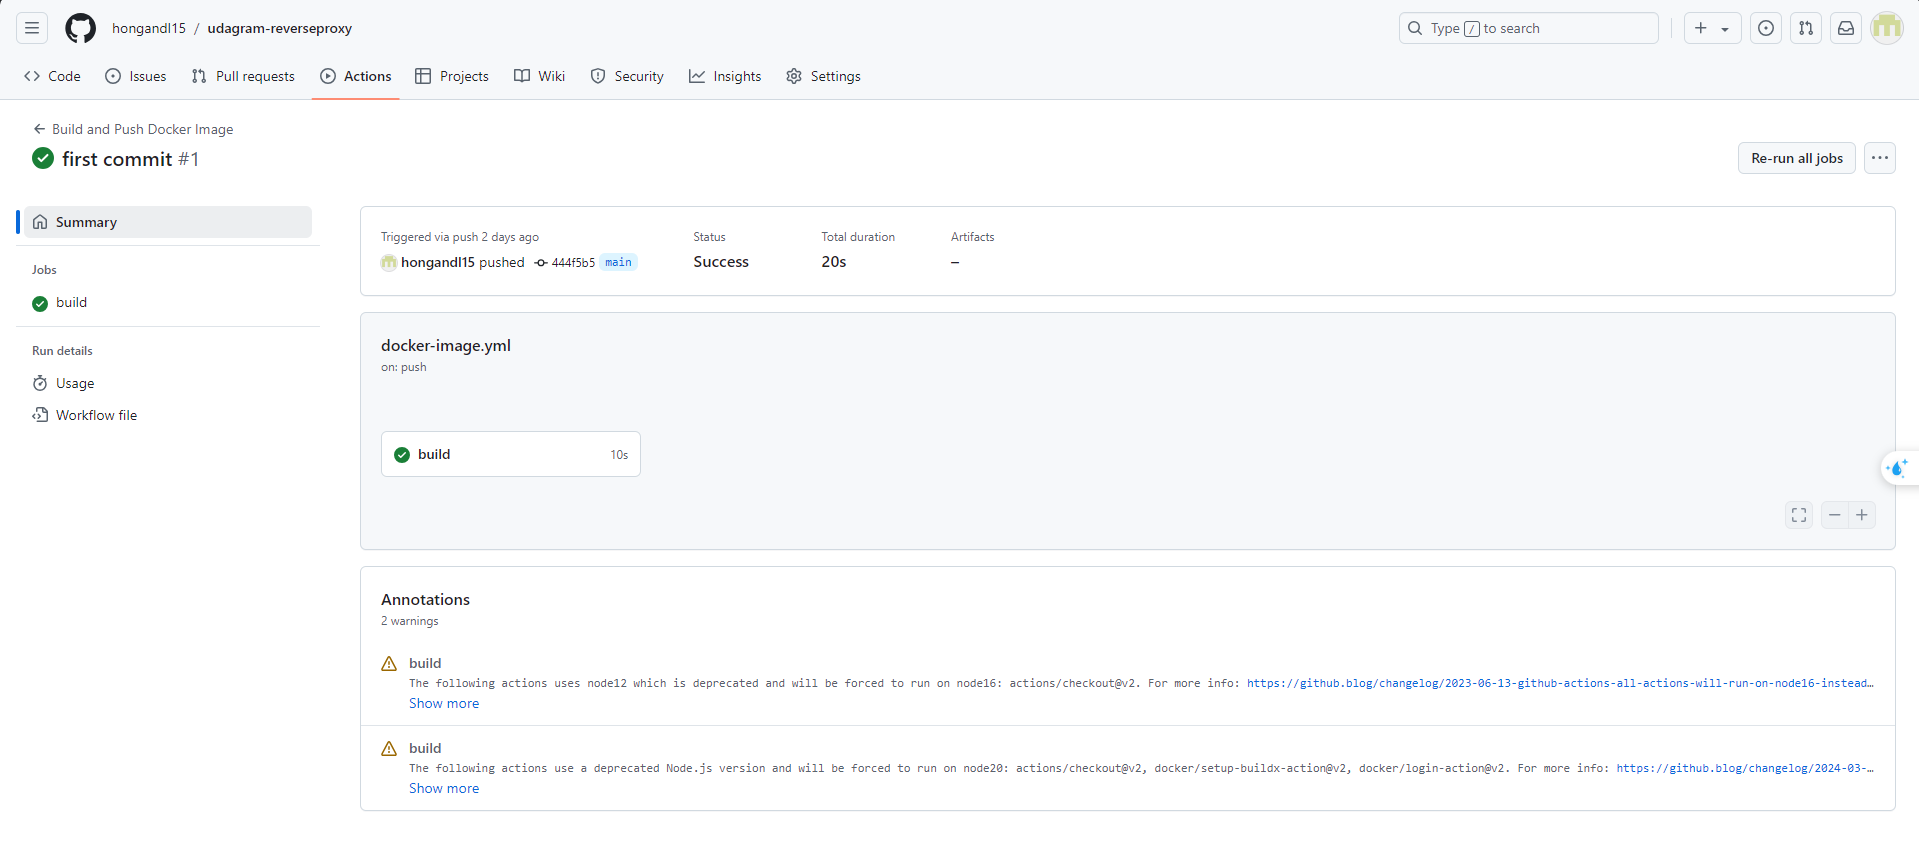 hongandl15 / udagram-reverseproxy
Type / to search
Code Issues Pull requests Actions Projects Wiki Security Insights Settings
Build and Push Docker Image
first commit #1
Re-run all jobs
Summary
Jobs
build
Run details
Usage
Workflow file
Triggered via push 2 days ago
hongandl15 pushed 444f5b5 main
Status
Success
Total duration
20s
Artifacts
–
docker-image.yml
on: push
build 10s
Annotations
2 warnings
build
The following actions uses node12 which is deprecated and will be forced to run on node16: actions/checkout@v2. For more info: https://github.blog/changelog/2023-06-13-github-actions-all-actions-will-run-on-node16-instead…
Show more
build
The following actions use a deprecated Node.js version and will be forced to run on node20: actions/checkout@v2, docker/setup-buildx-action@v2, docker/login-action@v2. For more info: https://github.blog/changelog/2024-03-…
Show more